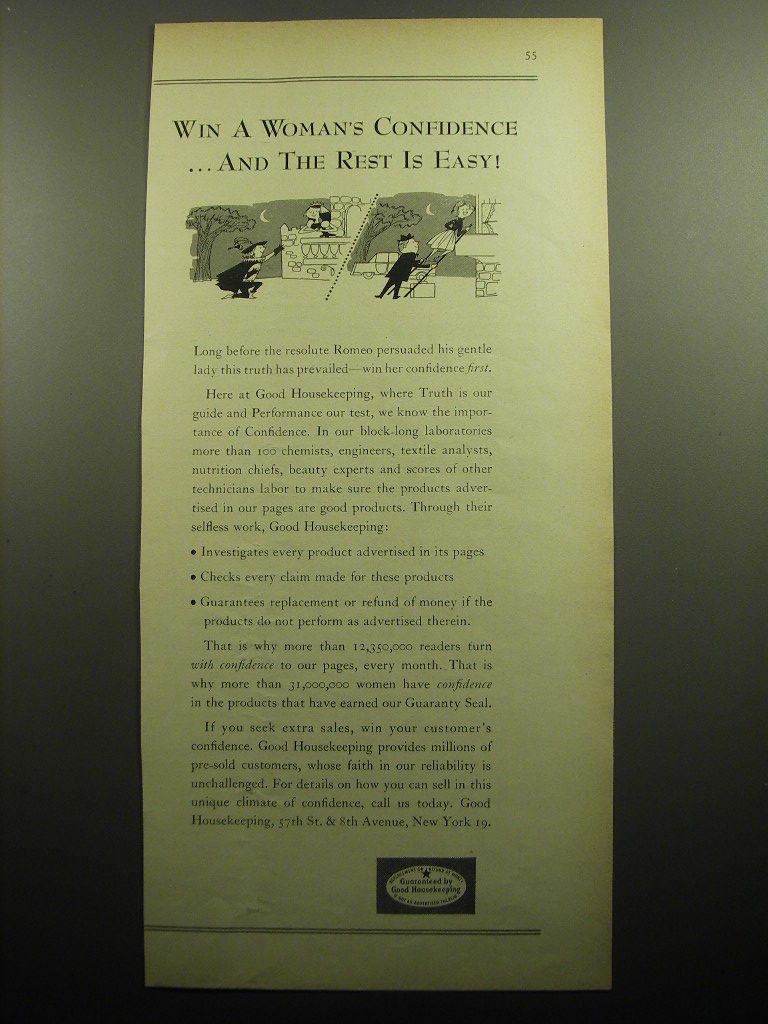 55
WIN A WOMAN'S CONFIDENCE
...AND THE REST IS EASY!
Long before the resolute Romeo persuaded his gentle
lady this truth has prevailed—win her confidence first.
Here at Good Housekeeping, where Truth is our
guide and Performance our test, we know the impor-
tance of Confidence. In our block-long laboratories
more than 100 chemists, engineers, textile analysts,
nutrition chiefs, beauty experts and scores of other
technicians labor to make sure the products adver-
tised in our pages are good products. Through their
selfless work, Good Housekeeping:
• Investigates every product advertised in its pages
• Checks every claim made for these products
• Guarantees replacement or refund of money if the
products do not perform as advertised therein.
That is why more than 12,350,000 readers turn
with confidence to our pages, every month. That is
why more than 31,000,000 women have confidence
in the products that have earned our Guaranty Seal.
If you seek extra sales, win your customer's
confidence. Good Housekeeping provides millions of
pre-sold customers, whose faith in our reliability is
unchallenged. For details on how you can sell in this
unique climate of confidence, call us today. Good
Housekeeping, 57th St. & 8th Avenue, New York 19.
REPLACEMENT OR REFUND OF MONEY
Guaranteed by
Good Housekeeping
IF NOT AS ADVERTISED THEREIN